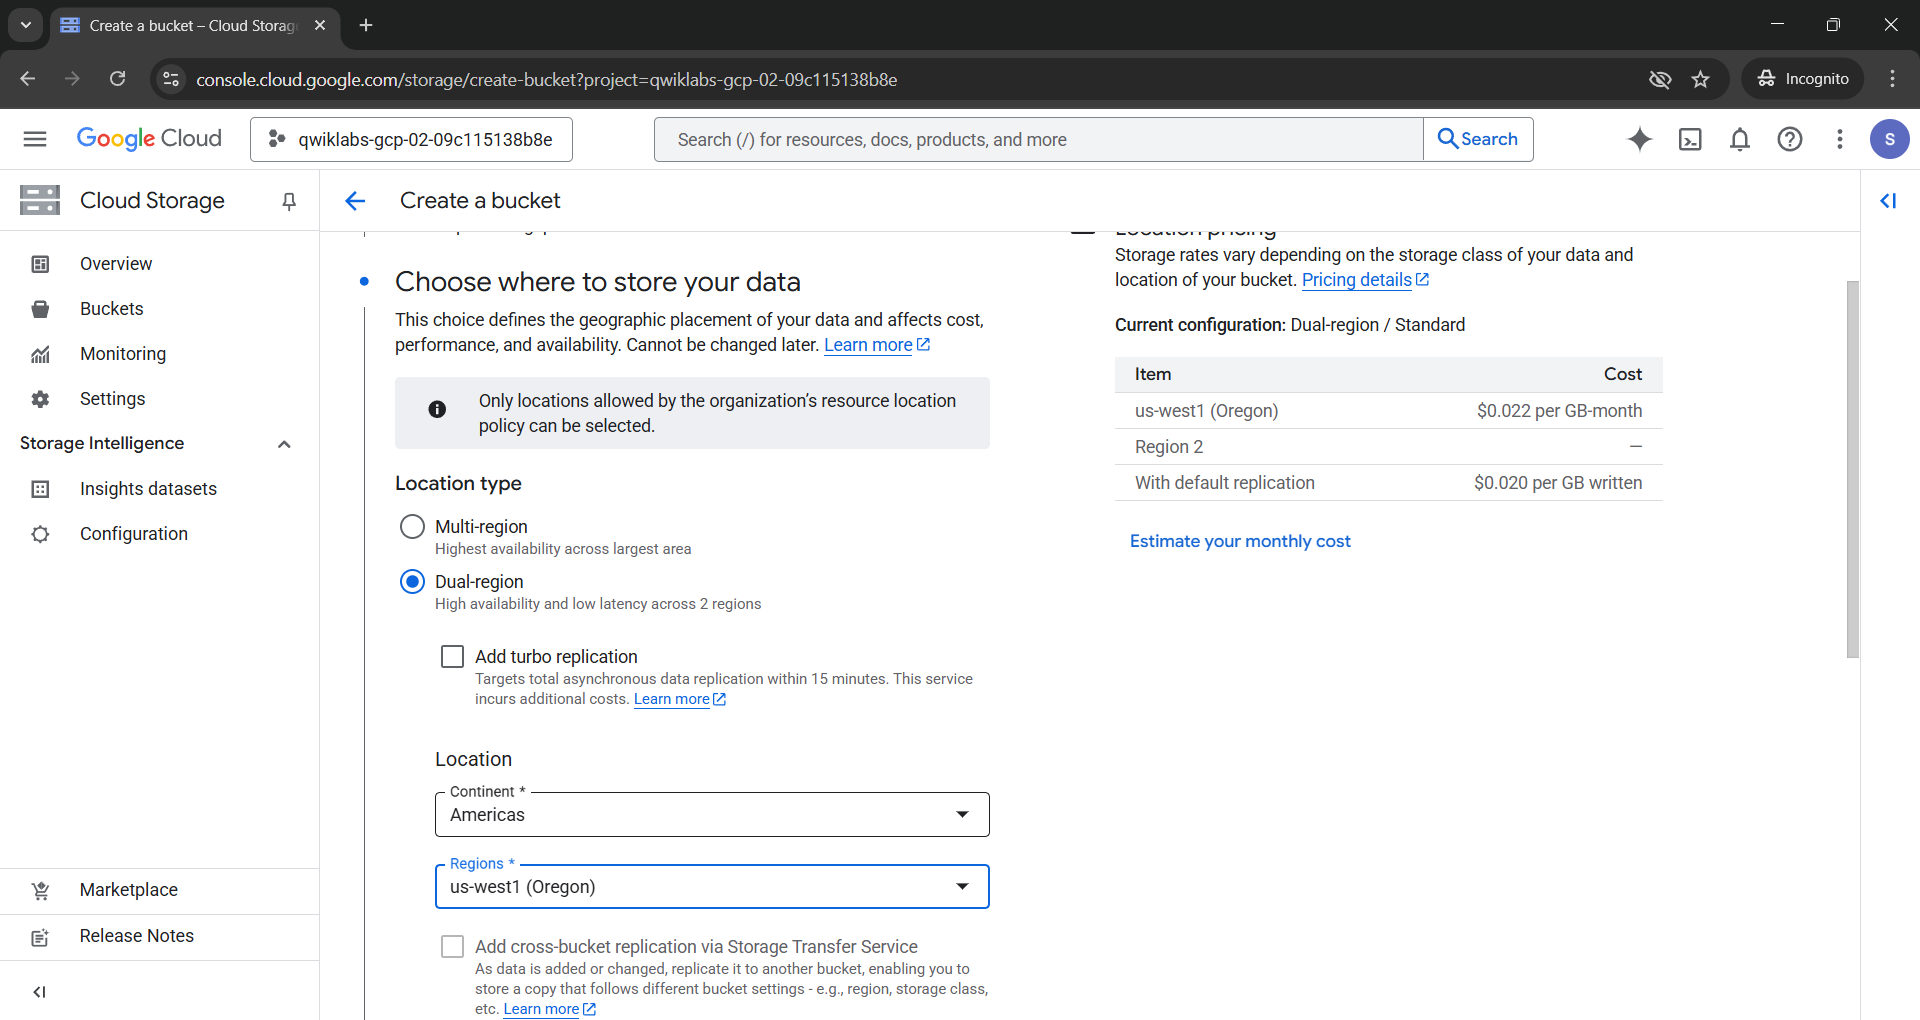 Create a bucket – Cloud Storag
console.cloud.google.com/storage/create-bucket?project=qwiklabs-gcp-02-09c115138b8e
Incognito
Google Cloud
qwiklabs-gcp-02-09c115138b8e
Search (/) for resources, docs, products, and more
Search
S
Cloud Storage
Overview
Buckets
Monitoring
Settings
Storage Intelligence
Insights datasets
Configuration
Marketplace
Release Notes
Create a bucket
Choose where to store your data
This choice defines the geographic placement of your data and affects cost,
performance, and availability. Cannot be changed later. Learn more
Only locations allowed by the organization's resource location
policy can be selected.
Location type
Multi-region
Highest availability across largest area
Dual-region
High availability and low latency across 2 regions
Add turbo replication
Targets total asynchronous data replication within 15 minutes. This service
incurs additional costs. Learn more
Location
Continent *
Americas
Regions *
us-west1 (Oregon)
Add cross-bucket replication via Storage Transfer Service
As data is added or changed, replicate it to another bucket, enabling you to
store a copy that follows different bucket settings - e.g., region, storage class,
etc. Learn more
Location pricing
Storage rates vary depending on the storage class of your data and
location of your bucket. Pricing details
Current configuration: Dual-region / Standard
Item Cost
us-west1 (Oregon) $0.022 per GB-month
Region 2 —
With default replication $0.020 per GB written
Estimate your monthly cost